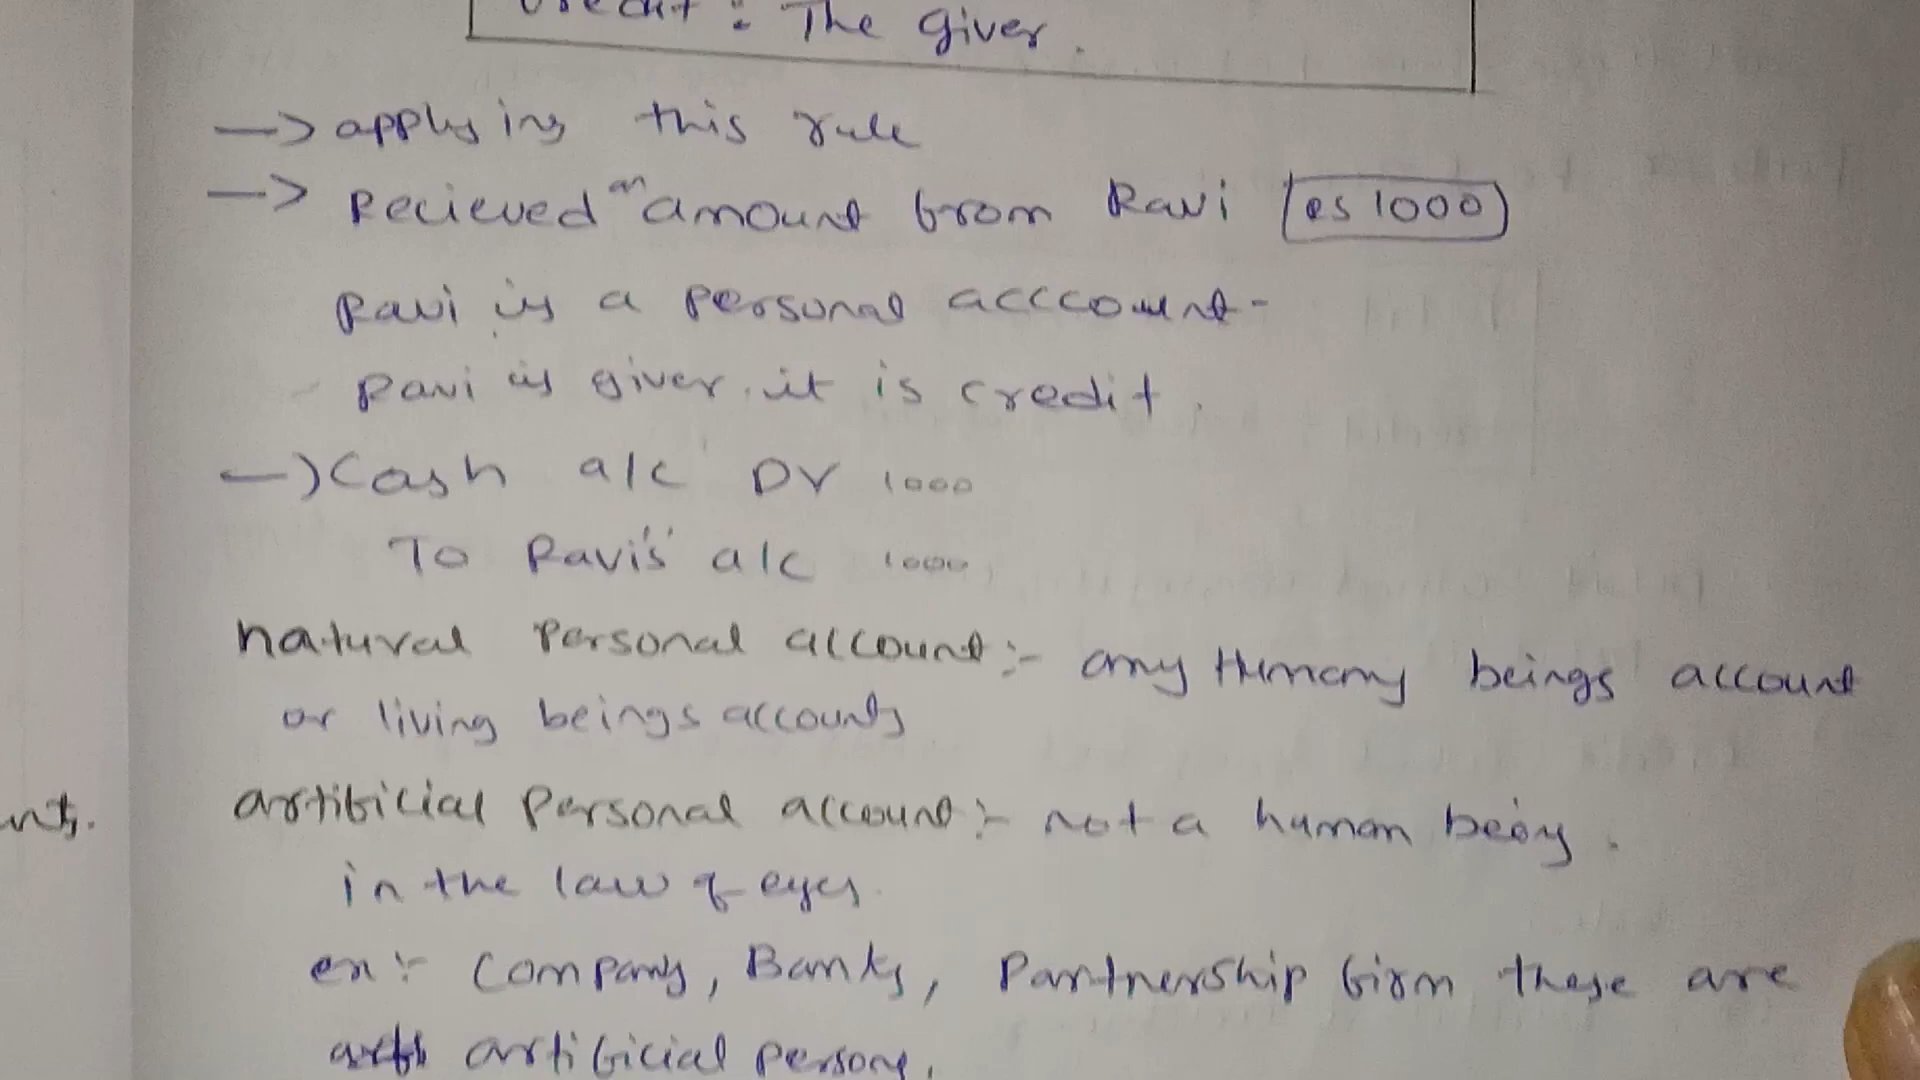 Credit : The giver.
-> applying this rule
-> Recieved an amount from Ravi rs 1000
Ravi is a personal acccount -
Ravi is giver. it is credit.
-> Cash a/c Dr 1000
To Ravi's a/c 1000
natural Personal account :- any Humany beings account
or living beings accounts
nts.
artificial Personal account :- not a human being.
in the law of eyes.
ex :- Company, Banks, Partnership firm these are
artificial persons.